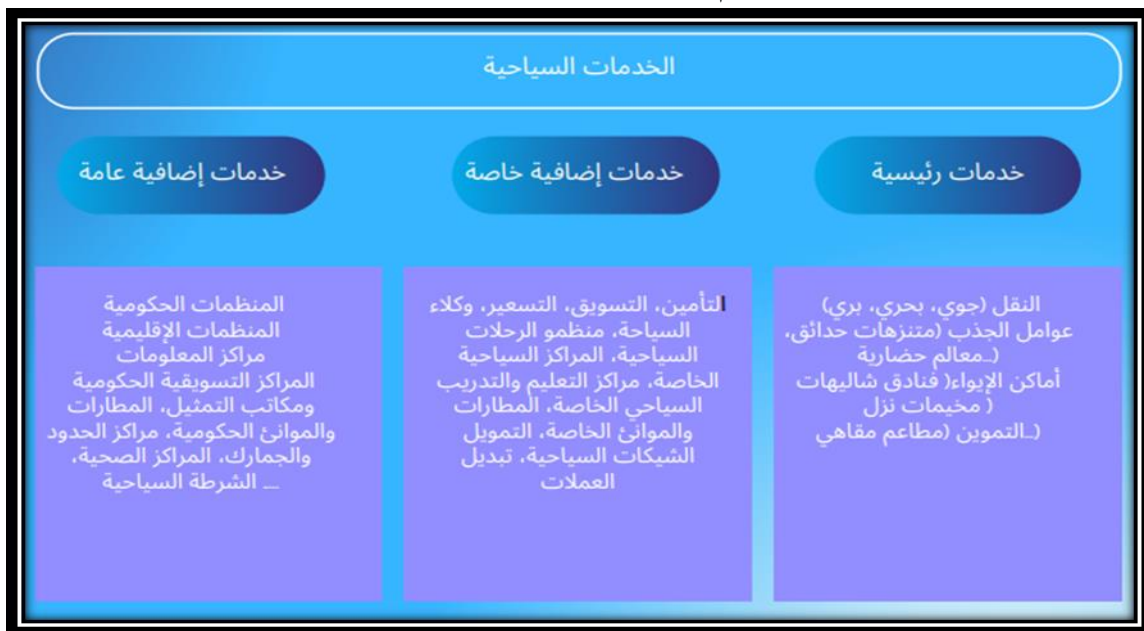 الخدمات السياحية
خدمات رئيسية
خدمات إضافية خاصة
خدمات إضافية عامة
النقل (جوي، بحري، بري)
عوامل الجذب (متنزهات حدائق،
معالم حضارية...)
أماكن الإيواء( فنادق شاليهات
مخيمات نزل )
التموين (مطاعم مقاهي...)
التأمين، التسويق، التسعير، وكلاء
السياحة، منظمو الرحلات
السياحية، المراكز السياحية
الخاصة، مراكز التعليم والتدريب
السياحي الخاصة، المطارات
والموانئ الخاصة، التمويل
الشيكات السياحية، تبديل
العملات
المنظمات الحكومية
المنظمات الإقليمية
مراكز المعلومات
المراكز التسويقية الحكومية
ومكاتب التمثيل، المطارات
والموانئ الحكومية، مراكز الحدود
والجمارك، المراكز الصحية،
الشرطة السياحية ...